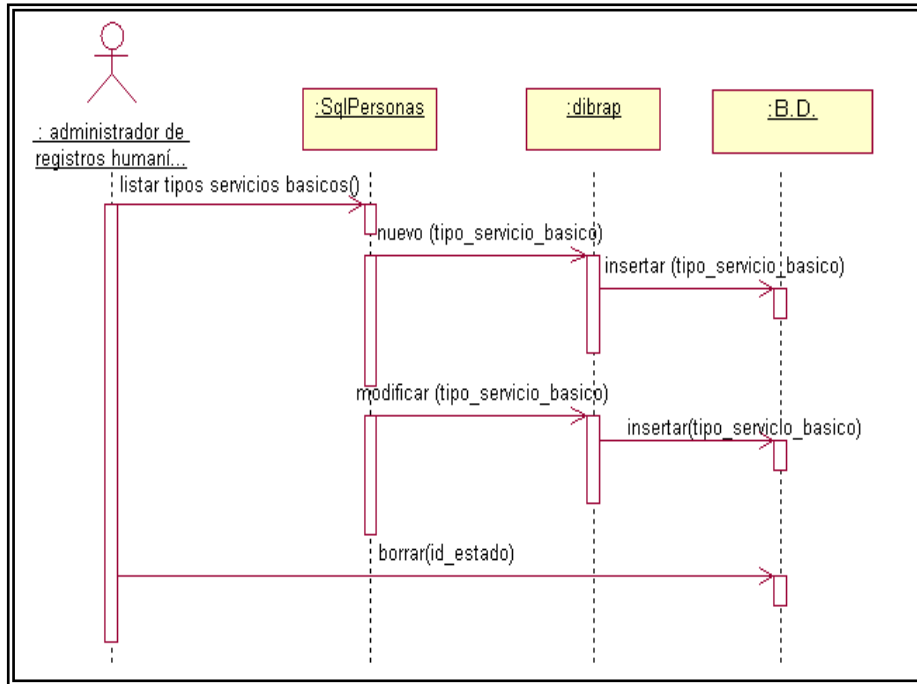 :SqlPersonas
:dibrap
:B.D.
: administrador de
registros humaní...
listar tipos servicios basicos()
nuevo (tipo_servicio_basico)
insertar (tipo_servicio_basico)
modificar (tipo_servicio_basico)
insertar(tipo_servicio_basico)
borrar(id_estado)